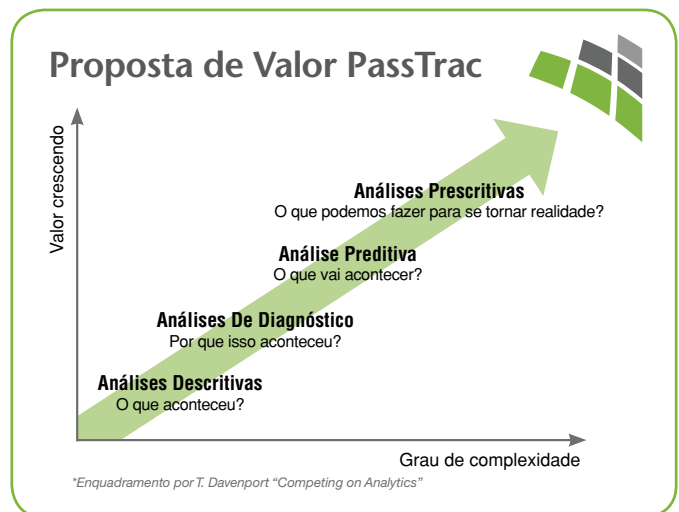 Proposta de Valor PassTrac
Valor crescendo
Análises Prescritivas
O que podemos fazer para se tornar realidade?
Análise Preditiva
O que vai acontecer?
Análises De Diagnóstico
Por que isso aconteceu?
Análises Descritivas
O que aconteceu?
Grau de complexidade
*Enquadramento por T. Davenport “Competing on Analytics”